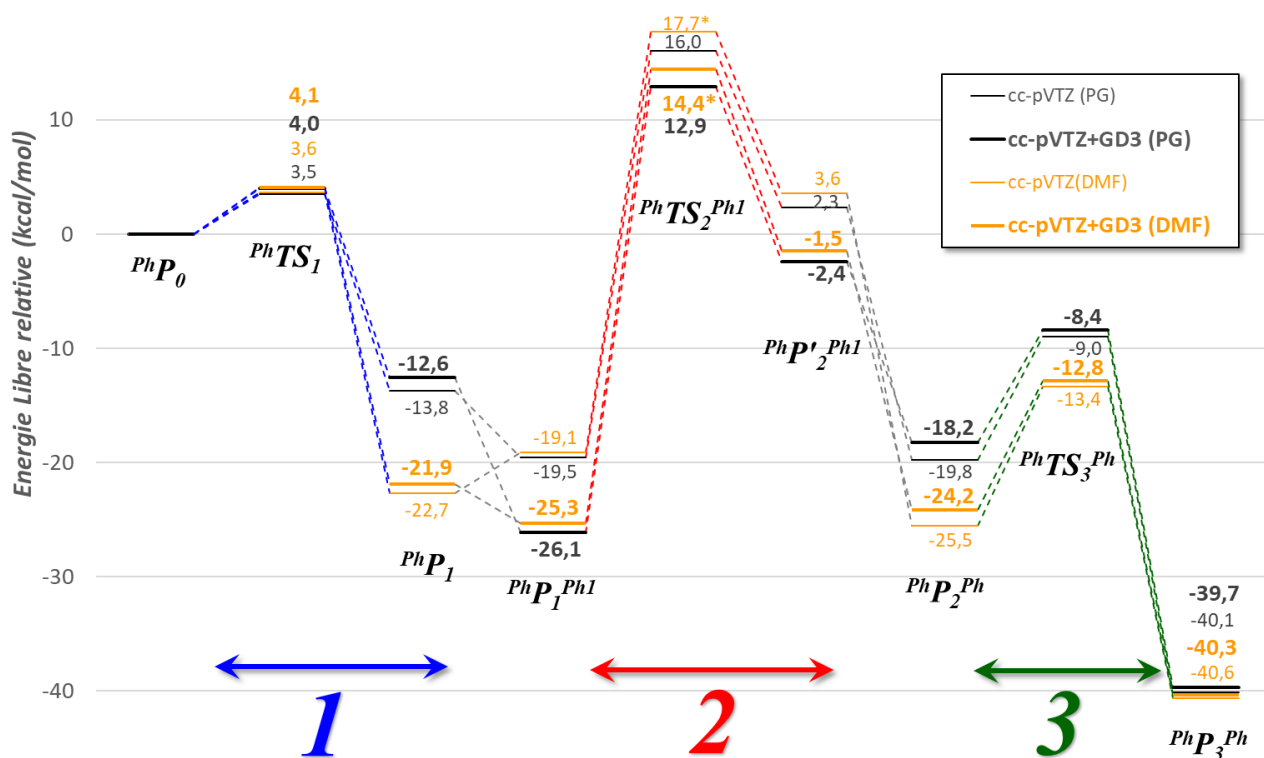 Energie Libre relative (kcal/mol)
10
0
-10
-20
-30
-40
PhP0
4,1
4,0
3,6
3,5
PhTS1
-12,6
-13,8
-21,9
-22,7
PhP1
-19,1
-19,5
-25,3
-26,1
PhP1Ph1
17,7*
16,0
14,4*
12,9
PhTS2Ph1
3,6
2,3
-1,5
-2,4
PhP'2Ph1
-18,2
-19,8
-24,2
-25,5
PhP2Ph
-8,4
-9,0
-12,8
-13,4
PhTS3Ph
-39,7
-40,1
-40,3
-40,6
PhP3Ph
cc-pVTZ (PG)
cc-pVTZ+GD3 (PG)
cc-pVTZ(DMF)
cc-pVTZ+GD3 (DMF)
1
2
3